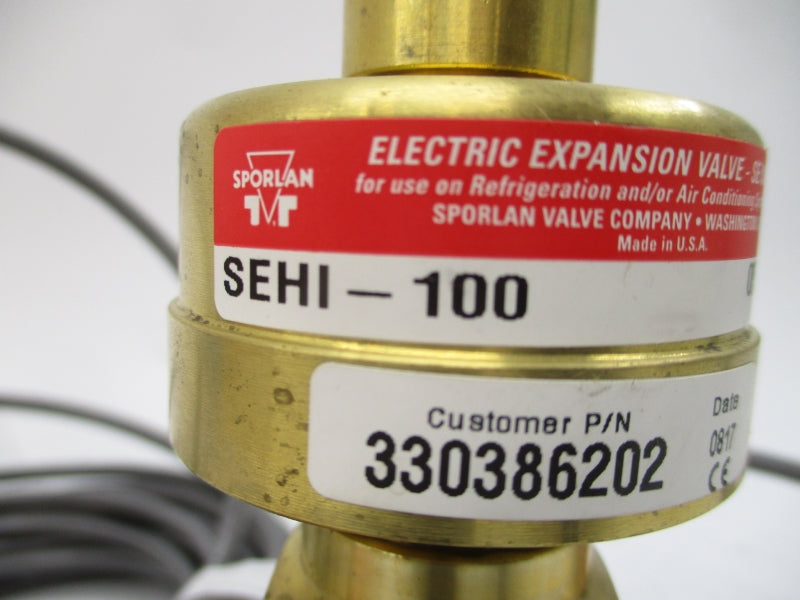 SPORLAN
ELECTRIC EXPANSION VALVE - SE
for use on Refrigeration and/or Air Conditioning
SPORLAN VALVE COMPANY • WASHINGTON
Made in U.S.A.
SEHI - 100
Customer P/N
330386202
Date
0817
CE